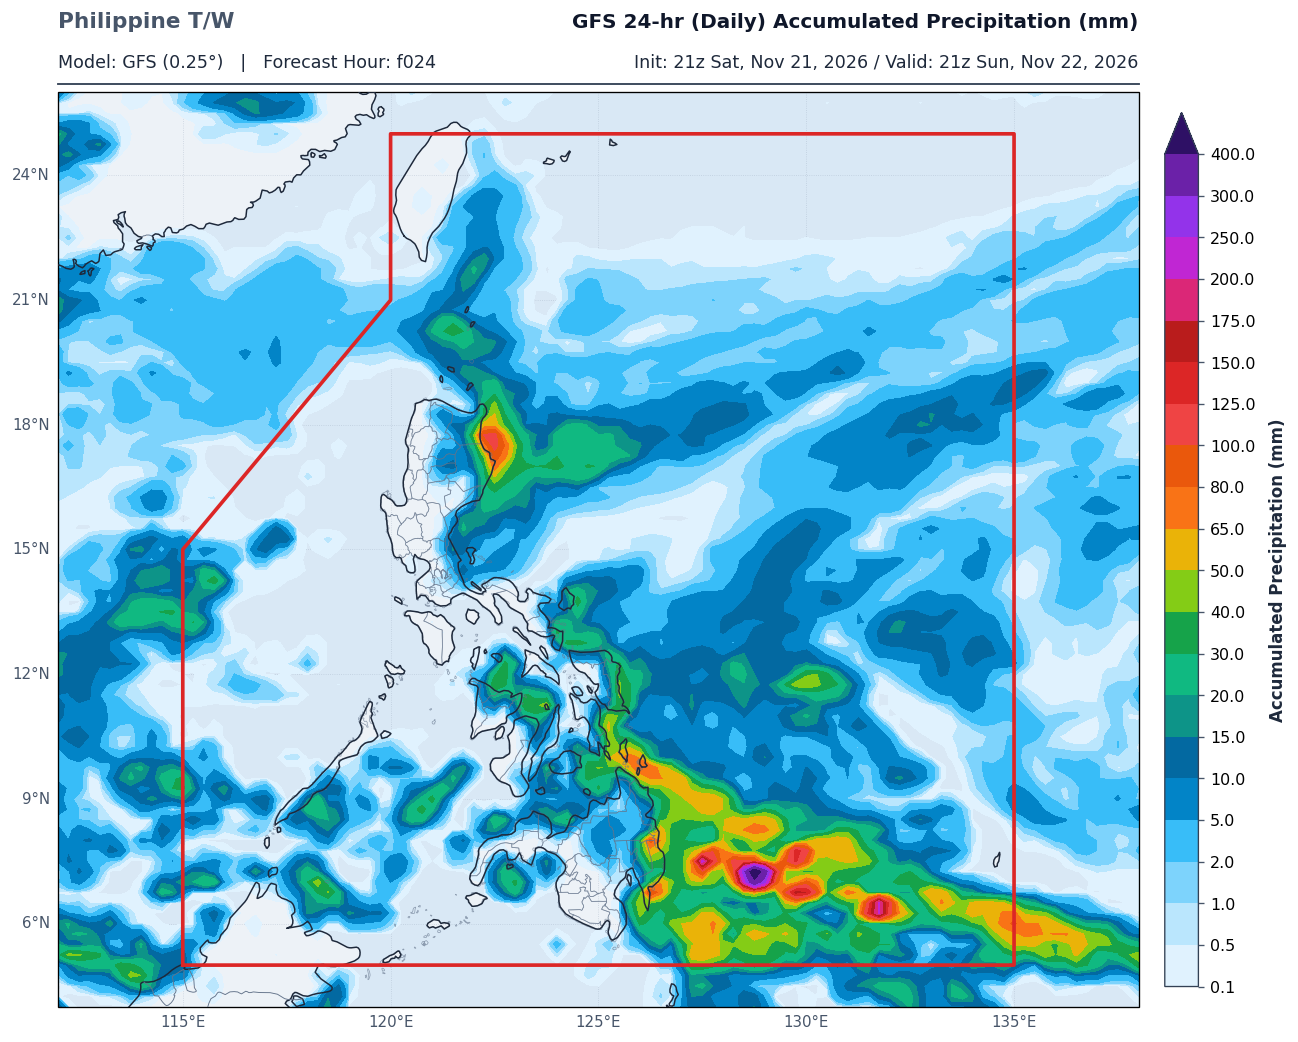 Philippine T/W
GFS 24-hr (Daily) Accumulated Precipitation (mm)
Model: GFS (0.25°)   |   Forecast Hour: f024
Init: 21z Sat, Nov 21, 2026 / Valid: 21z Sun, Nov 22, 2026
24°N
21°N
18°N
15°N
12°N
9°N
6°N
115°E
120°E
125°E
130°E
135°E
400.0
300.0
250.0
200.0
175.0
150.0
125.0
100.0
80.0
65.0
50.0
40.0
30.0
20.0
15.0
10.0
5.0
2.0
1.0
0.5
0.1
Accumulated Precipitation (mm)